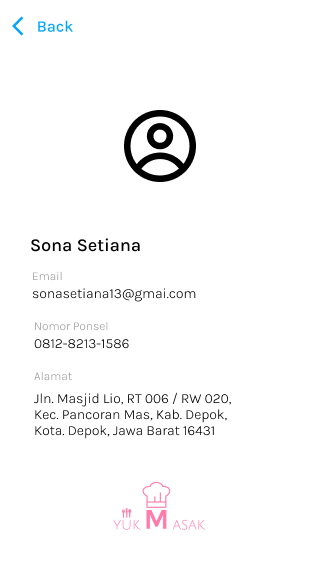 Back
Sona Setiana
Email
sonasetiana13@gmai.com
Nomor Ponsel
0812-8213-1586
Alamat
Jln. Masjid Lio, RT 006 / RW 020,
Kec. Pancoran Mas, Kab. Depok,
Kota. Depok, Jawa Barat 16431
YUK MASAK